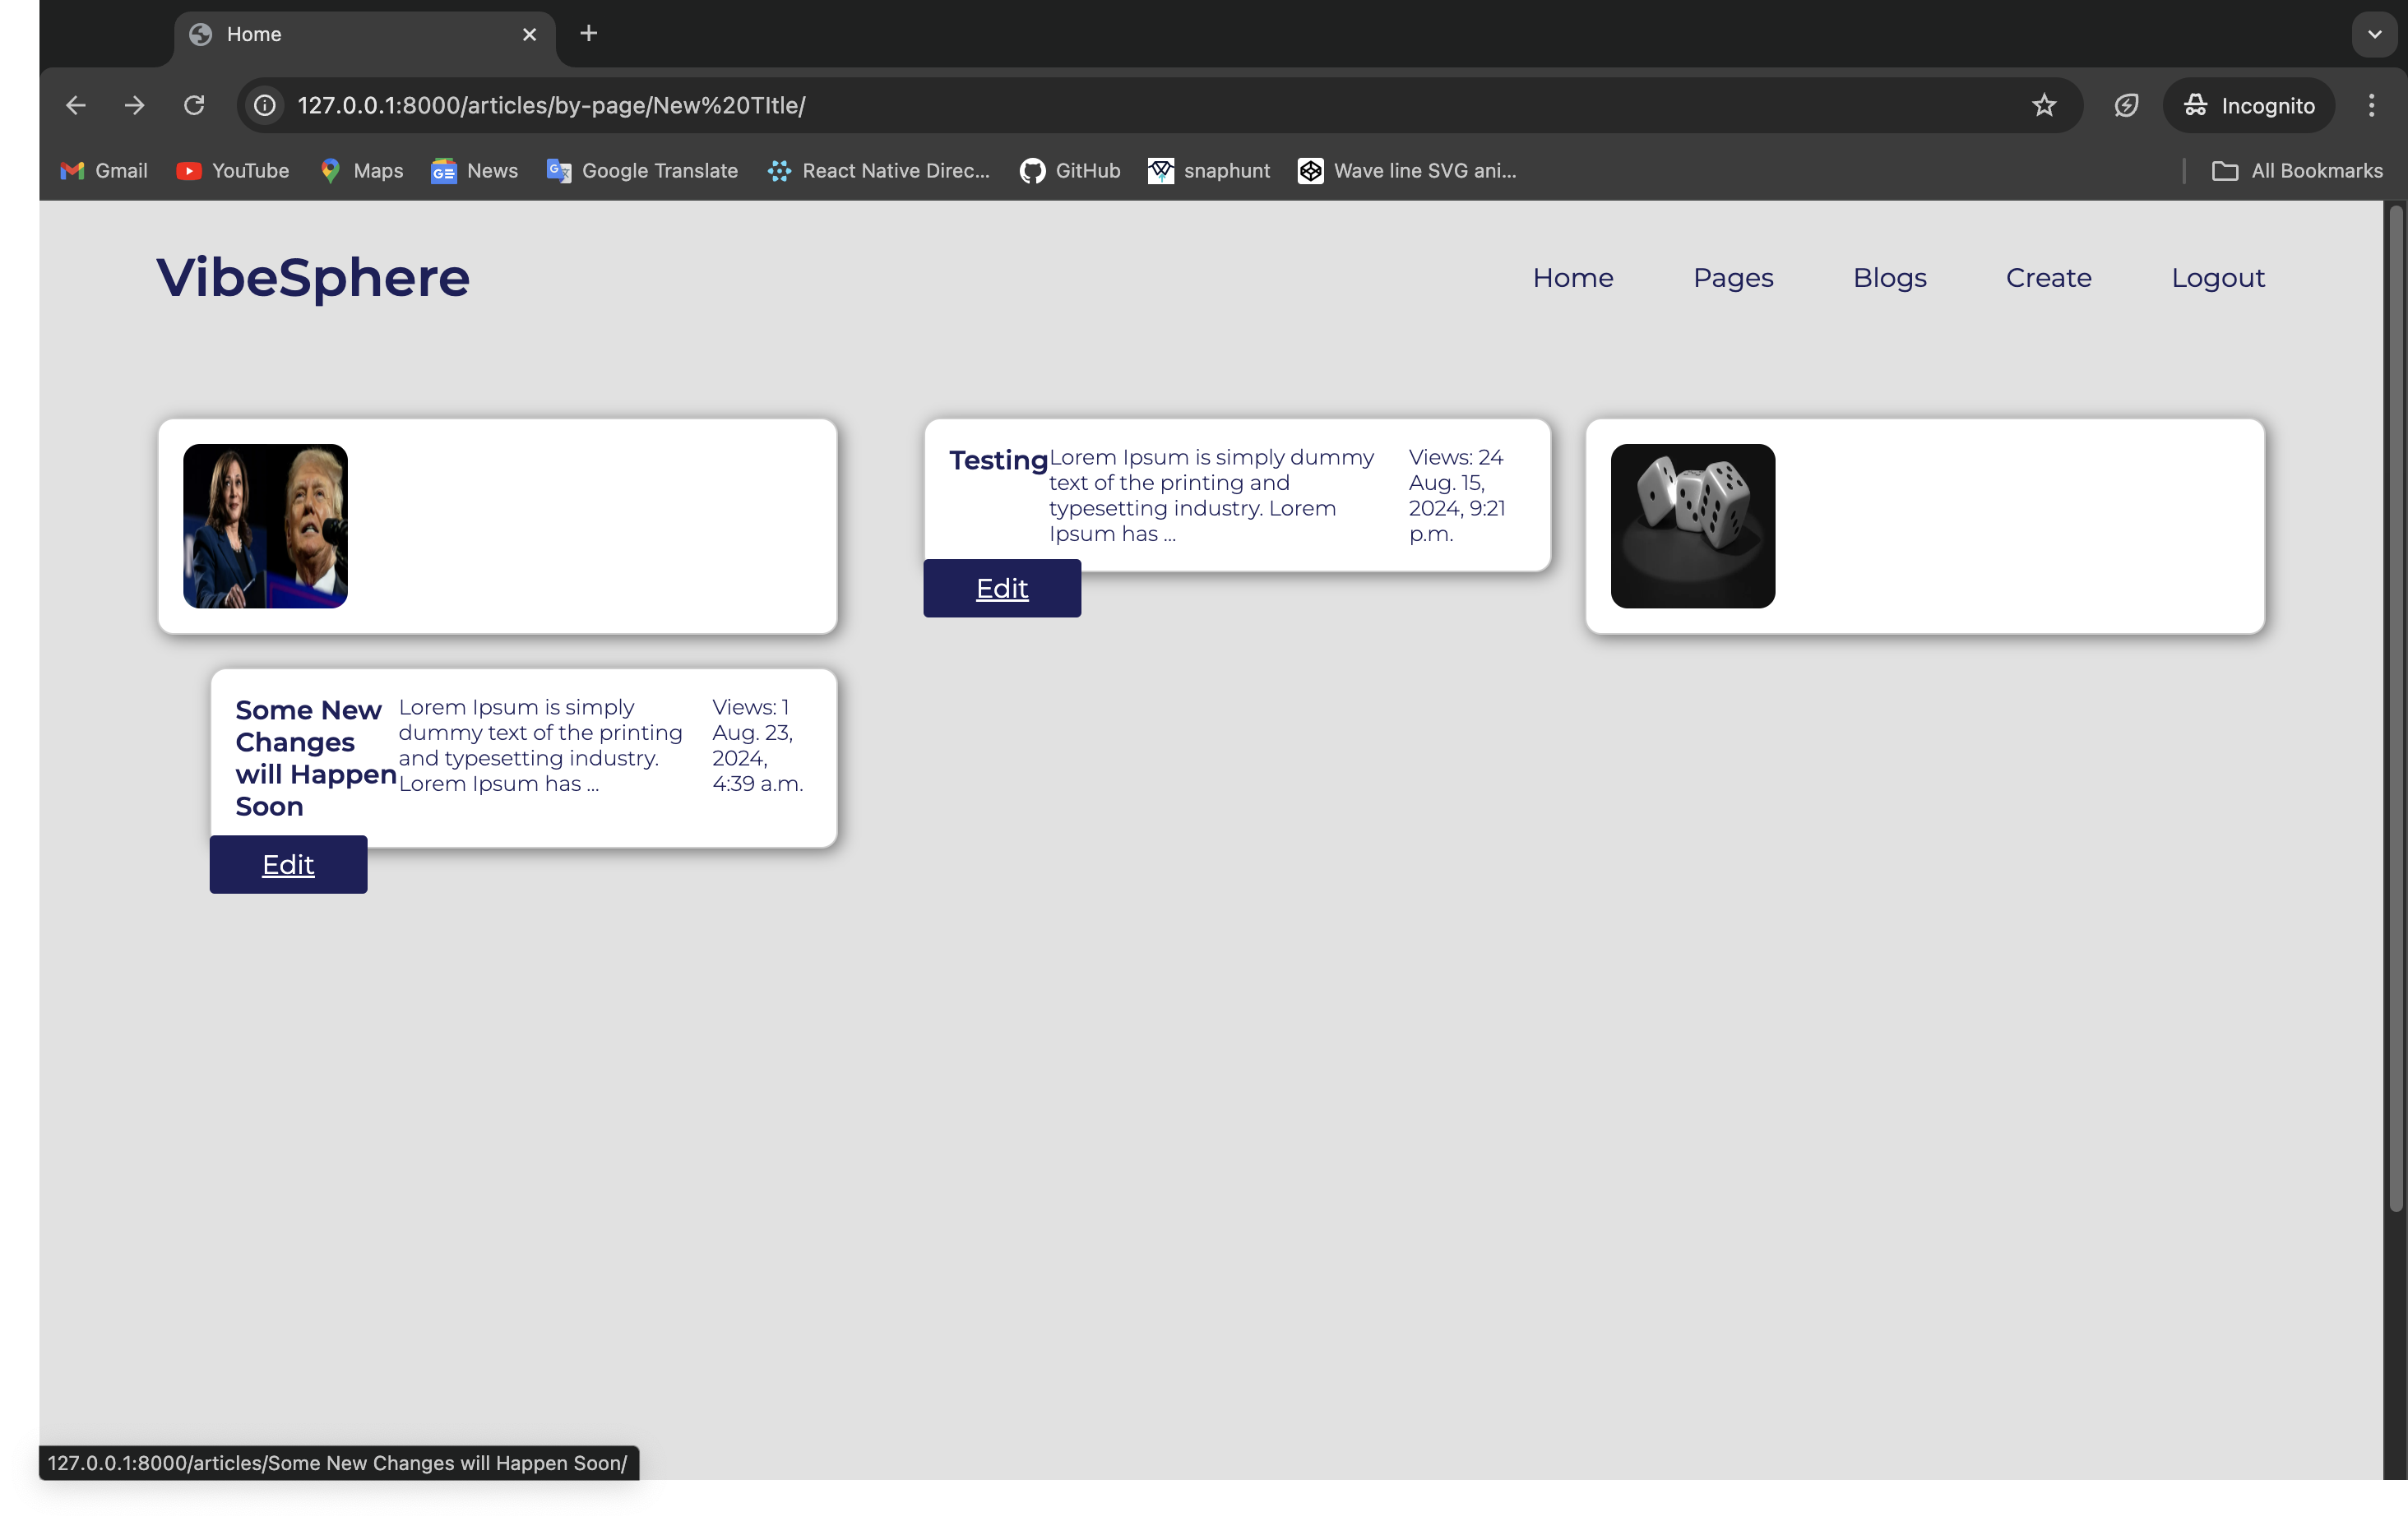 Home
127.0.0.1:8000/articles/by-page/New%20TItle/
Incognito
Gmail
YouTube
Maps
News
Google Translate
React Native Direc...
GitHub
snaphunt
Wave line SVG ani...
All Bookmarks
VibeSphere
Home
Pages
Blogs
Create
Logout
Testing
Lorem Ipsum is simply dummy
text of the printing and
typesetting industry. Lorem
Ipsum has ...
Views: 24
Aug. 15,
2024, 9:21
p.m.
Edit
Some New
Changes
will Happen
Soon
Lorem Ipsum is simply
dummy text of the printing
and typesetting industry.
Lorem Ipsum has ...
Views: 1
Aug. 23,
2024,
4:39 a.m.
Edit
127.0.0.1:8000/articles/Some New Changes will Happen Soon/